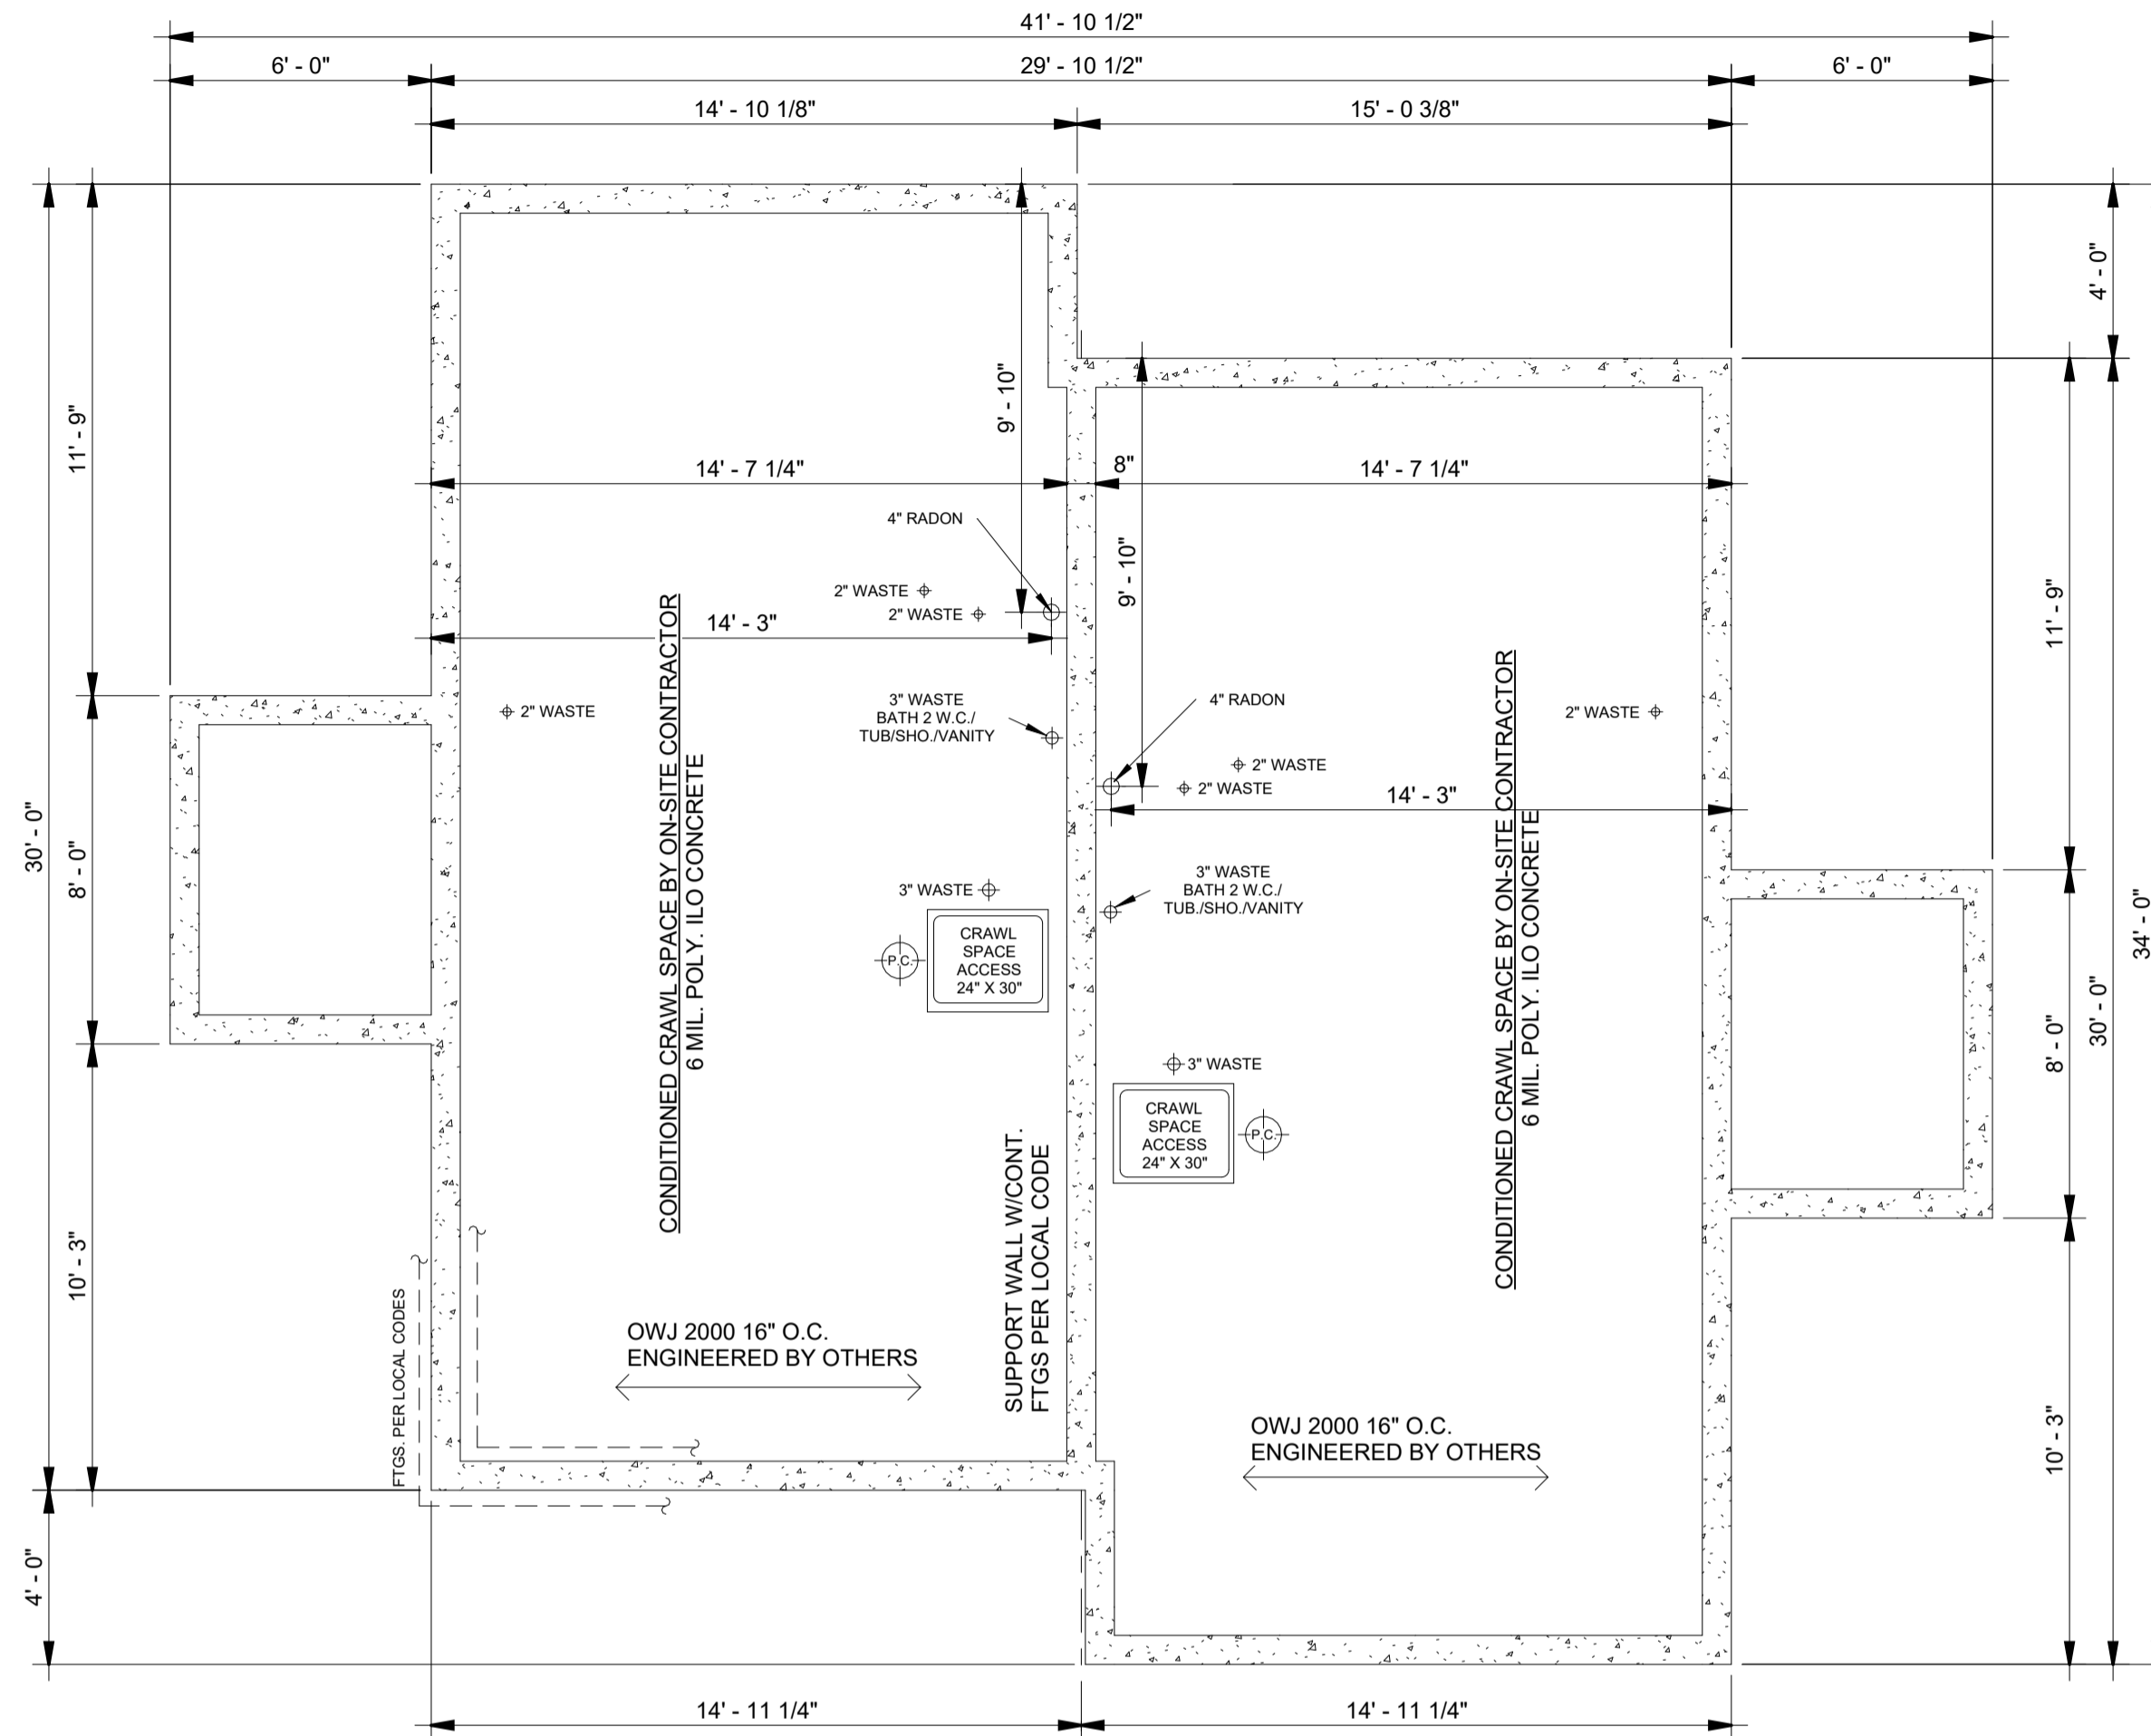 41' - 10 1/2"
6' - 0"
29' - 10 1/2"
6' - 0"
14' - 10 1/8"
15' - 0 3/8"
4' - 0"
9' - 10"
11' - 9"
14' - 7 1/4"
8"
14' - 7 1/4"
4" RADON
9' - 10"
2" WASTE
2" WASTE
14' - 3"
11' - 9"
CONDITIONED CRAWL SPACE BY ON-SITE CONTRACTOR
6 MIL. POLY. ILO CONCRETE
3" WASTE
BATH 2 W.C./
TUB/SHO./VANITY
2" WASTE
4" RADON
2" WASTE
2" WASTE
2" WASTE
14' - 3"
CONDITIONED CRAWL SPACE BY ON-SITE CONTRACTOR
6 MIL. POLY. ILO CONCRETE
30' - 0"
8' - 0"
3" WASTE
3" WASTE
BATH 2 W.C./
TUB./SHO./VANITY
34' - 0"
P.C.
CRAWL
SPACE
ACCESS
24" X 30"
3" WASTE
8' - 0"
30' - 0"
CRAWL
SPACE
ACCESS
24" X 30"
P.C.
10' - 3"
SUPPORT WALL W/CONT.
FTGS PER LOCAL CODE
FTGS. PER LOCAL CODES
OWJ 2000 16" O.C.
ENGINEERED BY OTHERS
OWJ 2000 16" O.C.
ENGINEERED BY OTHERS
10' - 3"
4' - 0"
14' - 11 1/4"
14' - 11 1/4"